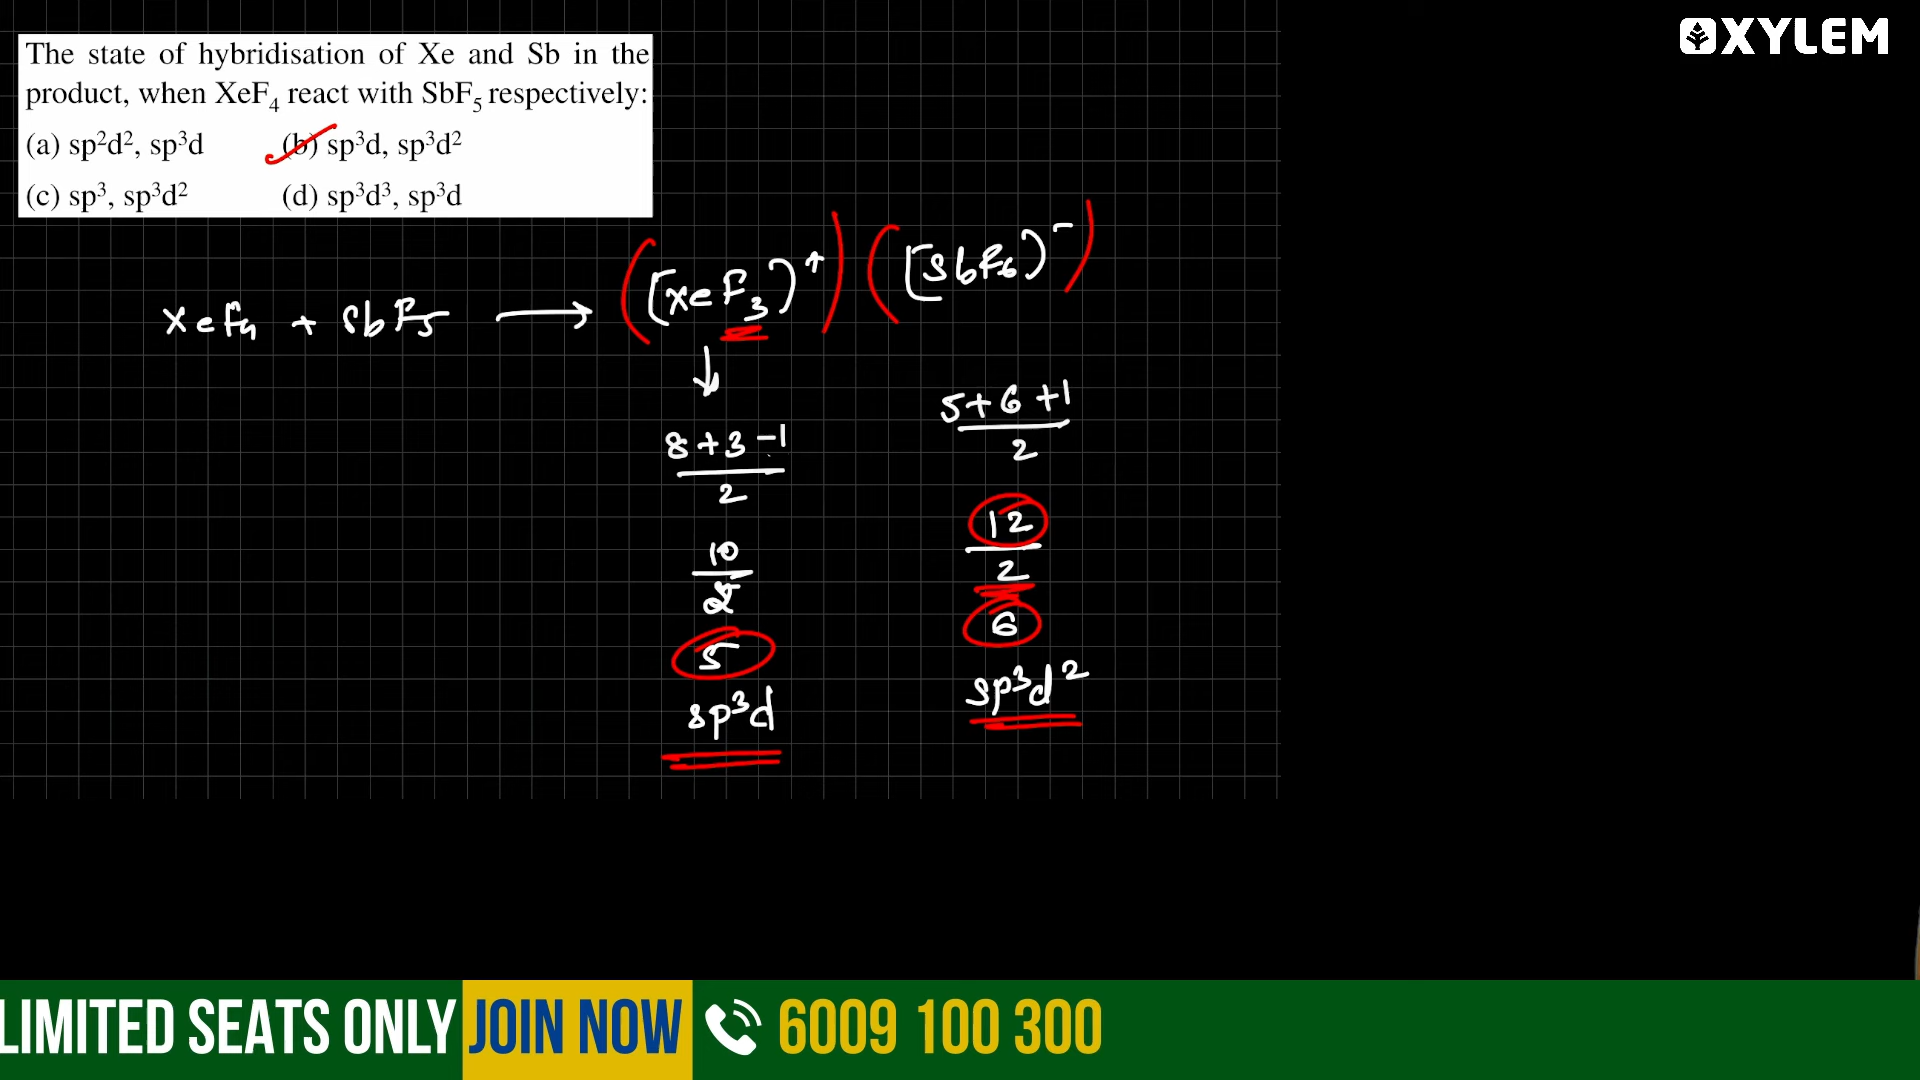 XYLEM
The state of hybridisation of Xe and Sb in the
product, when XeF₄ react with SbF₅ respectively:
(a) sp²d², sp³d (b) sp³d, sp³d²
(c) sp³, sp³d² (d) sp³d³, sp³d
XeF₄ + SbF₅ ⟶ ([XeF₃)⁺) ([SbF₆)⁻)
↓
8+3-1
2
10
2
5
sp³d
5+6+1
2
12
2
6
sp³d²
LIMITED SEATS ONLY JOIN NOW 6009 100 300